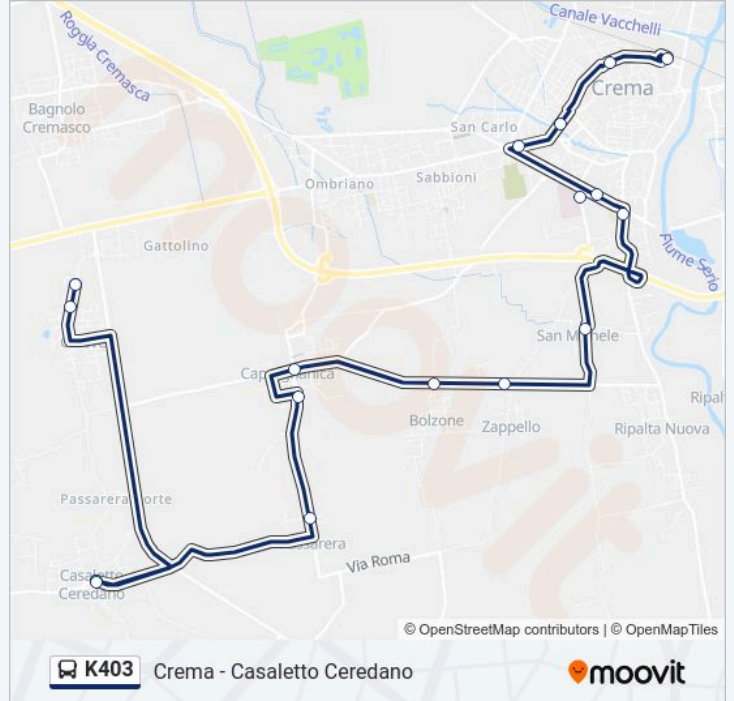 Canale Vacchelli
Roggia Cremasca
Crema
Bagnolo
Cremasco
San Carlo
Ombriano
Sabbioni
Gattolino
Fiume Serio
San Michele
Bolzone
Zappello
Ripalta Nuova
Passarera
Via Roma
Casaletto
Ceredano
© OpenStreetMap contributors | © OpenMapTiles
K403 Crema - Casaletto Ceredano
moovit